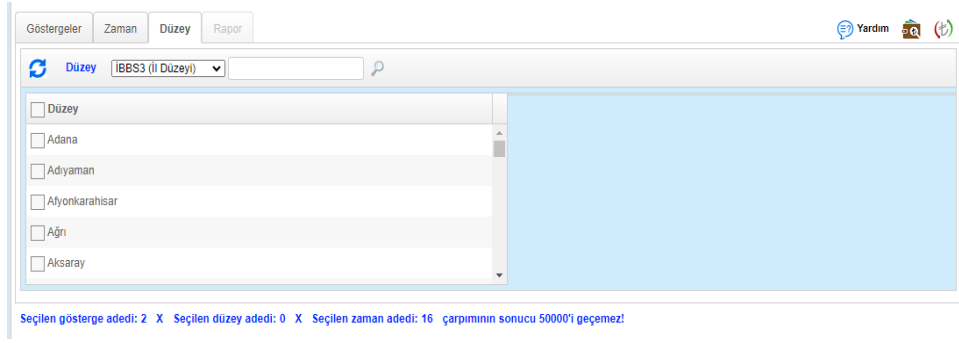 Göstergeler Zaman Düzey Rapor Yardım
Düzey İBBS3 (İl Düzeyi)
Düzey
Adana
Adıyaman
Afyonkarahisar
Ağrı
Aksaray
Seçilen gösterge adedi: 2 X Seçilen düzey adedi: 0 X Seçilen zaman adedi: 16 çarpımının sonucu 50000'i geçemez!